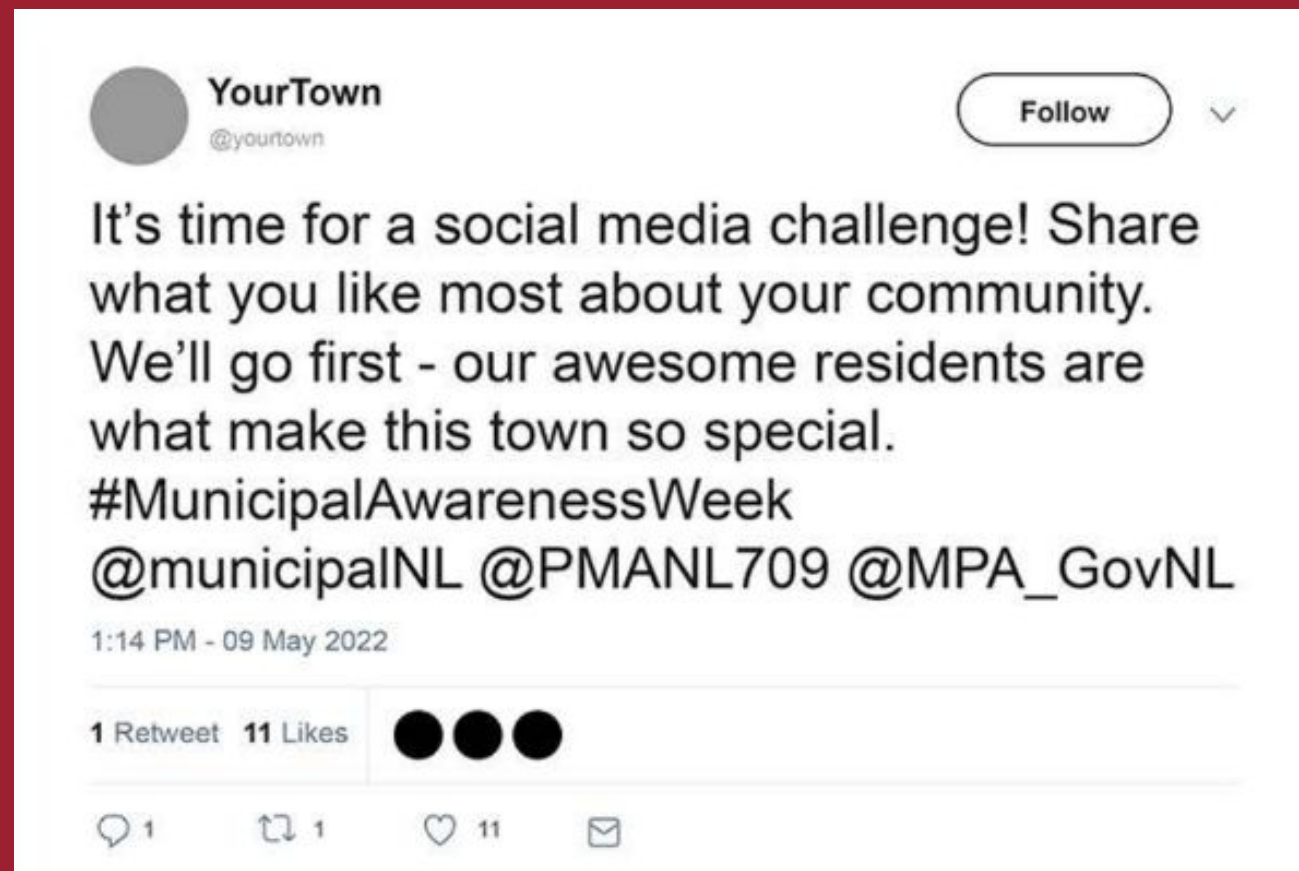 YourTown
@yourtown
Follow
It's time for a social media challenge! Share
what you like most about your community.
We'll go first - our awesome residents are
what make this town so special.
#MunicipalAwarenessWeek
@municipalNL @PMANL709 @MPA_GovNL
1:14 PM - 09 May 2022
1 Retweet 11 Likes
1 1 11